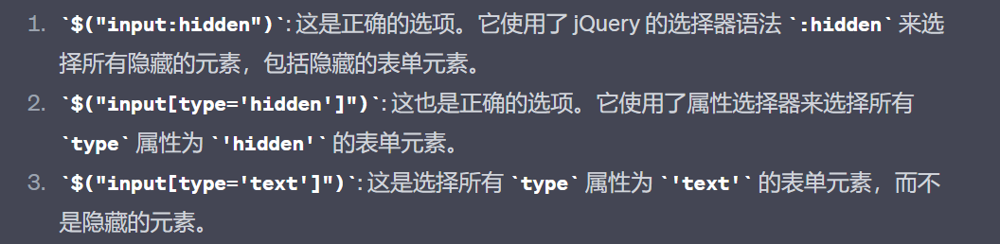 1. `$("input:hidden")`: 这是正确的选项。它使用了 jQuery 的选择器语法 `:hidden` 来选
择所有隐藏的元素，包括隐藏的表单元素。
2. `$("input[type='hidden']")`: 这也是正确的选项。它使用了属性选择器来选择所有
`type` 属性为 `'hidden'` 的表单元素。
3. `$("input[type='text']")`: 这是选择所有 `type` 属性为 `'text'` 的表单元素，而不
是隐藏的元素。